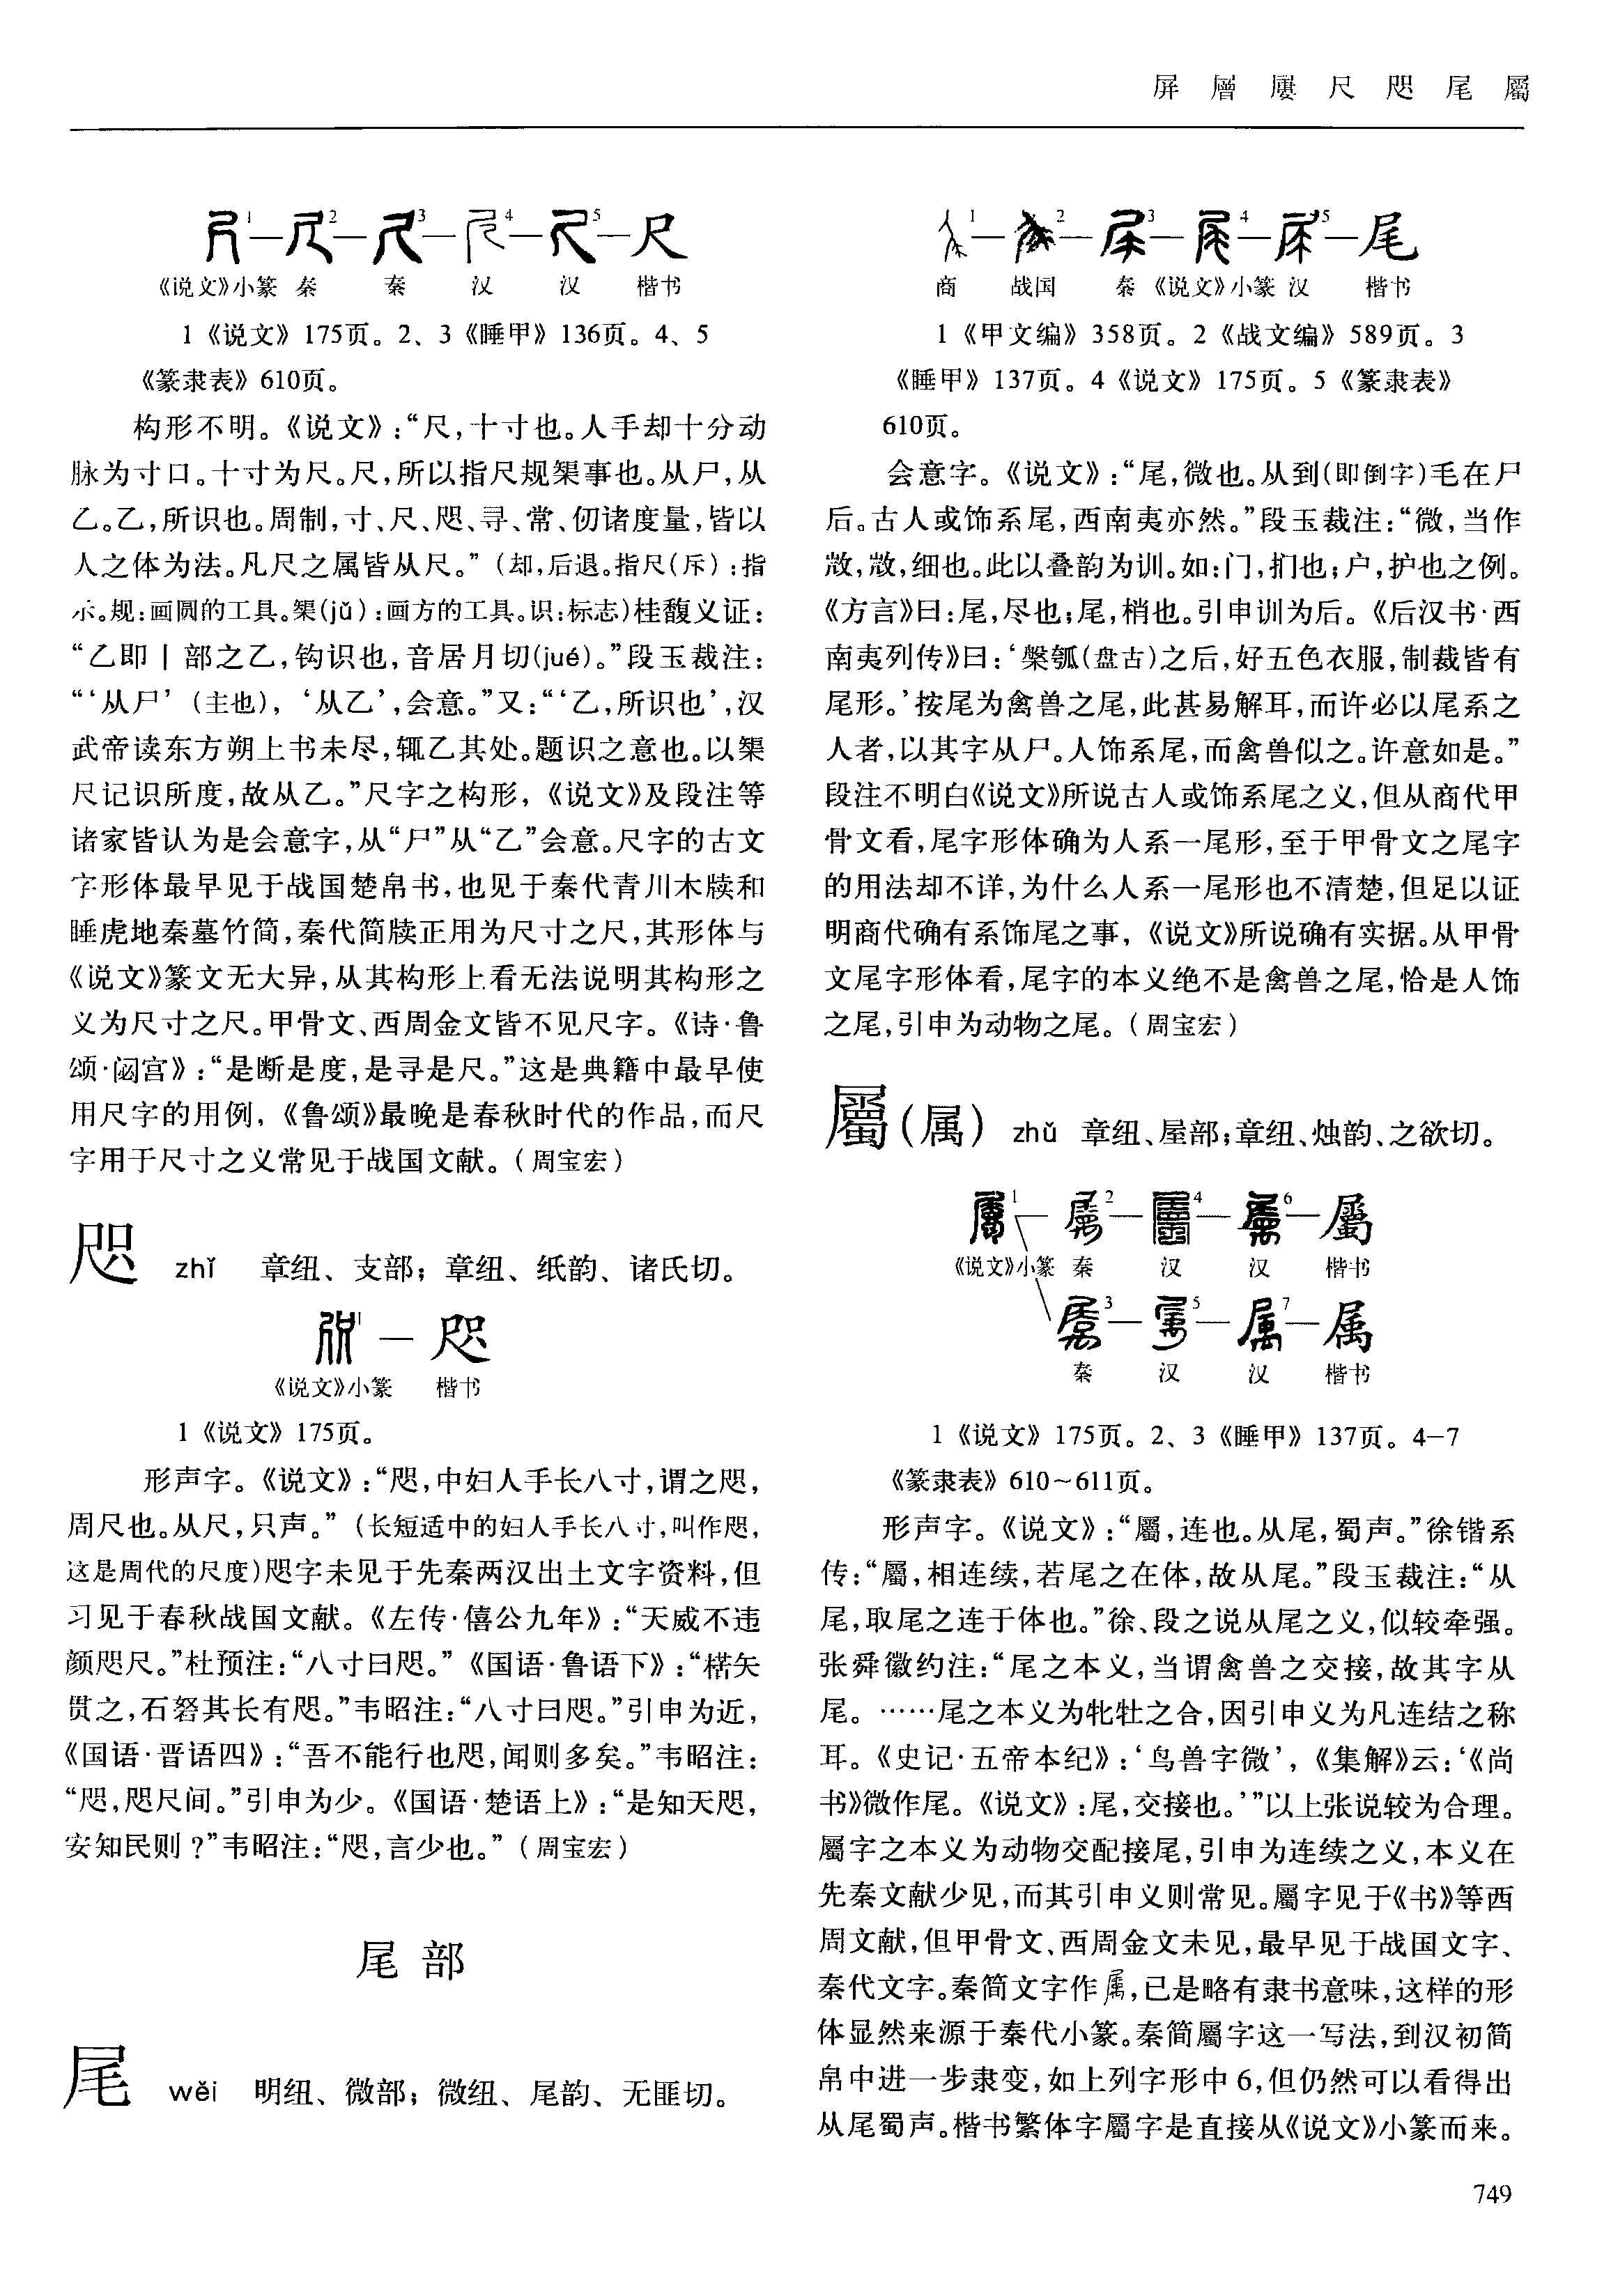 屏 層 屢 尺 咫 尾 屬
1—2—3—4—5—尺
《说文》小篆 秦 秦 汉 汉 楷书
1《说文》175页。2、3《睡甲》136页。4、5
《篆隶表》610页。
构形不明。《说文》:“尺,十寸也。人手却十分动
脉为寸口。十寸为尺。尺,所以指尺规榘事也。从尸,从
乙。乙,所识也。周制,寸、尺、咫、寻、常、仞诸度量,皆以
人之体为法。凡尺之属皆从尺。”(却,后退。指尺(斥):指
示。规:画圆的工具。榘(jǔ):画方的工具。识:标志)桂馥义证:
“乙即丨部之乙,钩识也,音居月切(jué)。”段玉裁注:
“‘从尸’(主也),‘从乙’,会意。”又:“‘乙,所识也’,汉
武帝读东方朔上书未尽,辄乙其处。题识之意也。以榘
尺记识所度,故从乙。”尺字之构形,《说文》及段注等
诸家皆认为是会意字,从“尸”从“乙”会意。尺字的古文
字形体最早见于战国楚帛书,也见于秦代青川木牍和
睡虎地秦墓竹简,秦代简牍正用为尺寸之尺,其形体与
《说文》篆文无大异,从其构形上看无法说明其构形之
义为尺寸之尺。甲骨文、西周金文皆不见尺字。《诗·鲁
颂·閟宫》:“是断是度,是寻是尺。”这是典籍中最早使
用尺字的用例,《鲁颂》最晚是春秋时代的作品,而尺
字用于尺寸之义常见于战国文献。(周宝宏)
咫 zhǐ 章纽、支部;章纽、纸韵、诸氏切。
1—咫
《说文》小篆 楷书
1《说文》175页。
形声字。《说文》:“咫,中妇人手长八寸,谓之咫,
周尺也。从尺,只声。”(长短适中的妇人手长八寸,叫作咫,
这是周代的尺度)咫字未见于先秦两汉出土文字资料,但
习见于春秋战国文献。《左传·僖公九年》:“天威不违
颜咫尺。”杜预注:“八寸曰咫。”《国语·鲁语下》:“楛矢
贯之,石砮其长有咫。”韦昭注:“八寸曰咫。”引申为近,
《国语·晋语四》:“吾不能行也咫,闻则多矣。”韦昭注:
“咫,咫尺间。”引申为少。《国语·楚语上》:“是知天咫,
安知民则?”韦昭注:“咫,言少也。”(周宝宏)
尾 部
尾 wěi 明纽、微部;微纽、尾韵、无匪切。
1—2—3—4—5—尾
商 战国 秦 《说文》小篆 汉 楷书
1《甲文编》358页。2《战文编》589页。3
《睡甲》137页。4《说文》175页。5《篆隶表》
610页。
会意字。《说文》:“尾,微也。从到(即倒字)毛在尸
后。古人或饰系尾,西南夷亦然。”段玉裁注:“微,当作
𢼸,𢼸,细也。此以叠韵为训。如:门,扪也;户,护也之例。
《方言》曰:尾,尽也;尾,梢也。引申训为后。《后汉书·西
南夷列传》曰:‘槃瓠(盘古)之后,好五色衣服,制裁皆有
尾形。’按尾为禽兽之尾,此甚易解耳,而许必以尾系之
人者,以其字从尸。人饰系尾,而禽兽似之。许意如是。”
段注不明白《说文》所说古人或饰系尾之义,但从商代甲
骨文看,尾字形体确为人系一尾形,至于甲骨文之尾字
的用法却不详,为什么人系一尾形也不清楚,但足以证
明商代确有系饰尾之事,《说文》所说确有实据。从甲骨
文尾字形体看,尾字的本义绝不是禽兽之尾,恰是人饰
之尾,引申为动物之尾。(周宝宏)
屬(属) zhǔ 章纽、屋部;章纽、烛韵、之欲切。
1—2—4—6—屬
《说文》小篆 秦 汉 汉 楷书
3—5—7—属
秦 汉 汉 楷书
1《说文》175页。2、3《睡甲》137页。4—7
《篆隶表》610~611页。
形声字。《说文》:“屬,连也。从尾,蜀声。”徐锴系
传:“屬,相连续,若尾之在体,故从尾。”段玉裁注:“从
尾,取尾之连于体也。”徐、段之说从尾之义,似较牵强。
张舜徽约注:“尾之本义,当谓禽兽之交接,故其字从
尾。……尾之本义为牝牡之合,因引申义为凡连结之称
耳。《史记·五帝本纪》:‘鸟兽字微’,《集解》云:‘《尚
书》微作尾。《说文》:尾,交接也。’”以上张说较为合理。
屬字之本义为动物交配接尾,引申为连续之义,本义在
先秦文献少见,而其引申义则常见。屬字见于《书》等西
周文献,但甲骨文、西周金文未见,最早见于战国文字、
秦代文字。秦简文字作,已是略有隶书意味,这样的形
体显然来源于秦代小篆。秦简屬字这一写法,到汉初简
帛中进一步隶变,如上列字形中6,但仍然可以看得出
从尾蜀声。楷书繁体字屬字是直接从《说文》小篆而来。
749